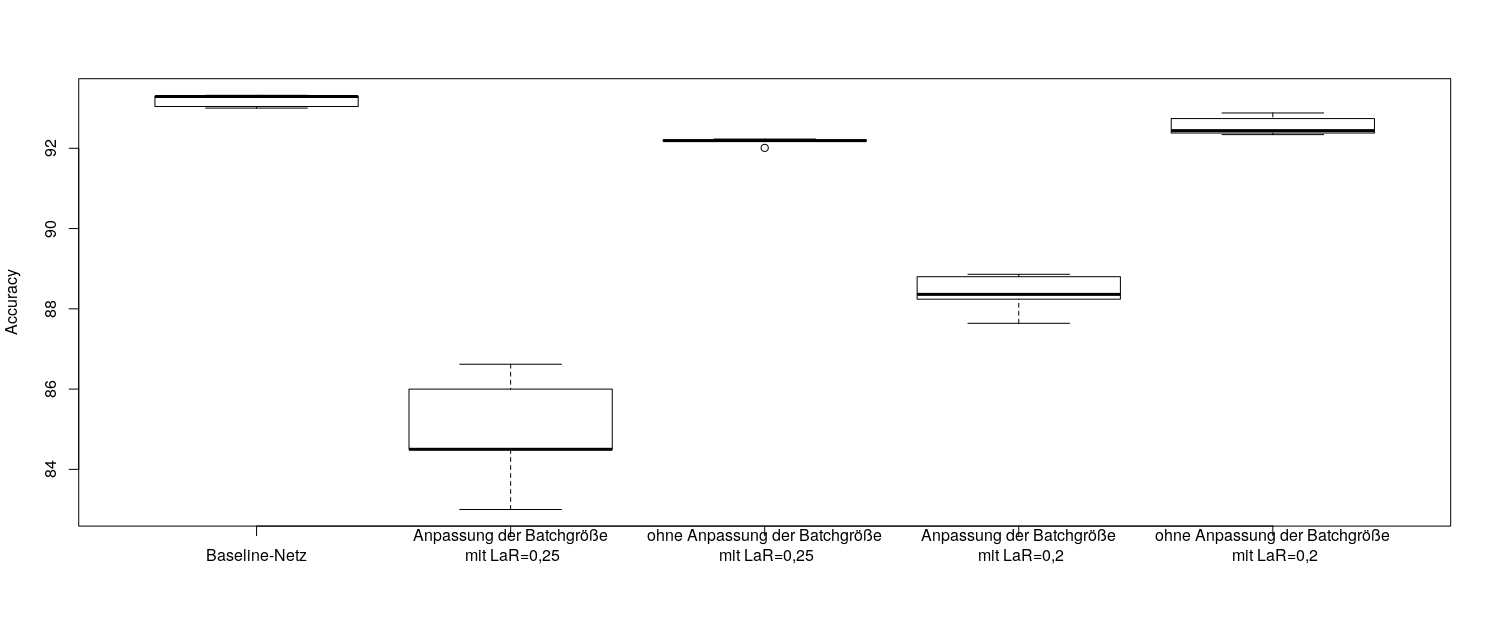 Accuracy
92
90
88
86
84
Baseline-Netz
Anpassung der Batchgröße
mit LaR=0,25
ohne Anpassung der Batchgröße
mit LaR=0,25
Anpassung der Batchgröße
mit LaR=0,2
ohne Anpassung der Batchgröße
mit LaR=0,2